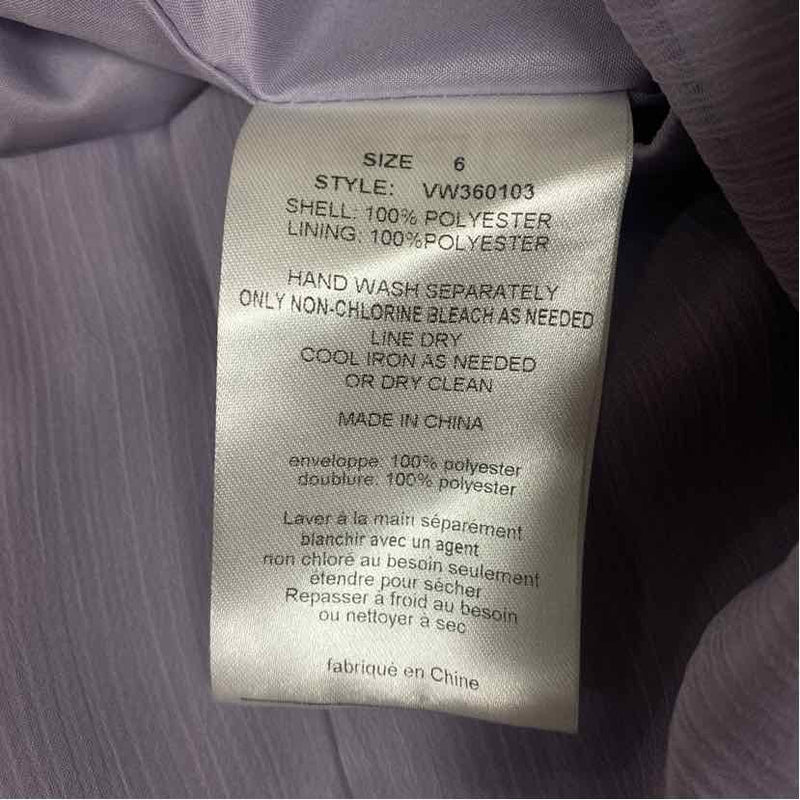 SIZE 6
STYLE: VW360103
SHELL: 100% POLYESTER
LINING: 100%POLYESTER
HAND WASH SEPARATELY
ONLY NON-CHLORINE BLEACH AS NEEDED
LINE DRY
COOL IRON AS NEEDED
OR DRY CLEAN
MADE IN CHINA
enveloppe: 100% polyester
doublure: 100% polyester
Laver à la main séparement
blanchir avec un agent
non chloré au besoin seulement
étendre pour sécher
Repasser à froid au besoin
ou nettoyer à sec
fabriqué en Chine